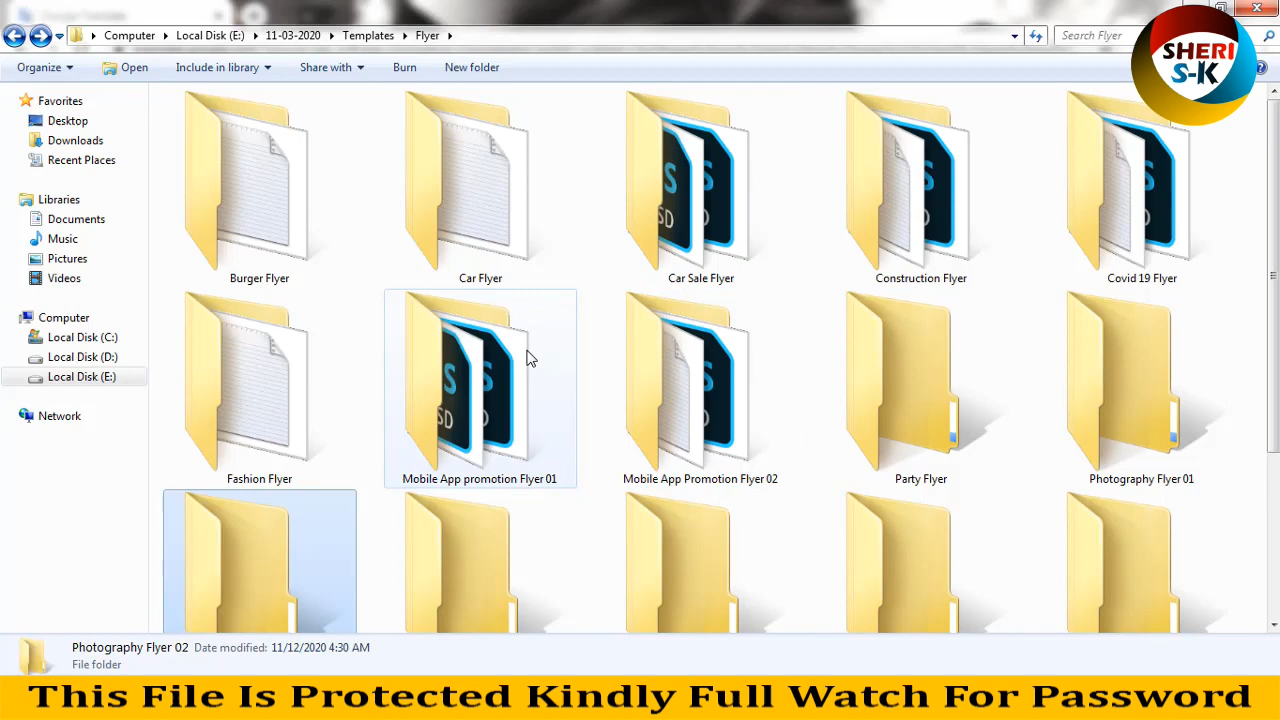 Computer
Local Disk (E:)
11-03-2020
Templates
Flyer
Search Flyer
SHERI
S-K
Organize
Open
Include in library
Share with
Burn
New folder
Favorites
Desktop
Downloads
Recent Places
Libraries
Documents
Music
Pictures
Videos
Computer
Local Disk (C:)
Local Disk (D:)
Local Disk (E:)
Network
Burger Flyer
Car Flyer
S
SD
S
D
Car Sale Flyer
S
D
Construction Flyer
S
D
Covid 19 Flyer
Fashion Flyer
S
SD
S
D
Mobile App promotion Flyer 01
S
D
Mobile App Promotion Flyer 02
Party Flyer
Photography Flyer 01
Photography Flyer 02
Date modified: 11/12/2020 4:30 AM
File folder
This File Is Protected Kindly Full Watch For Password